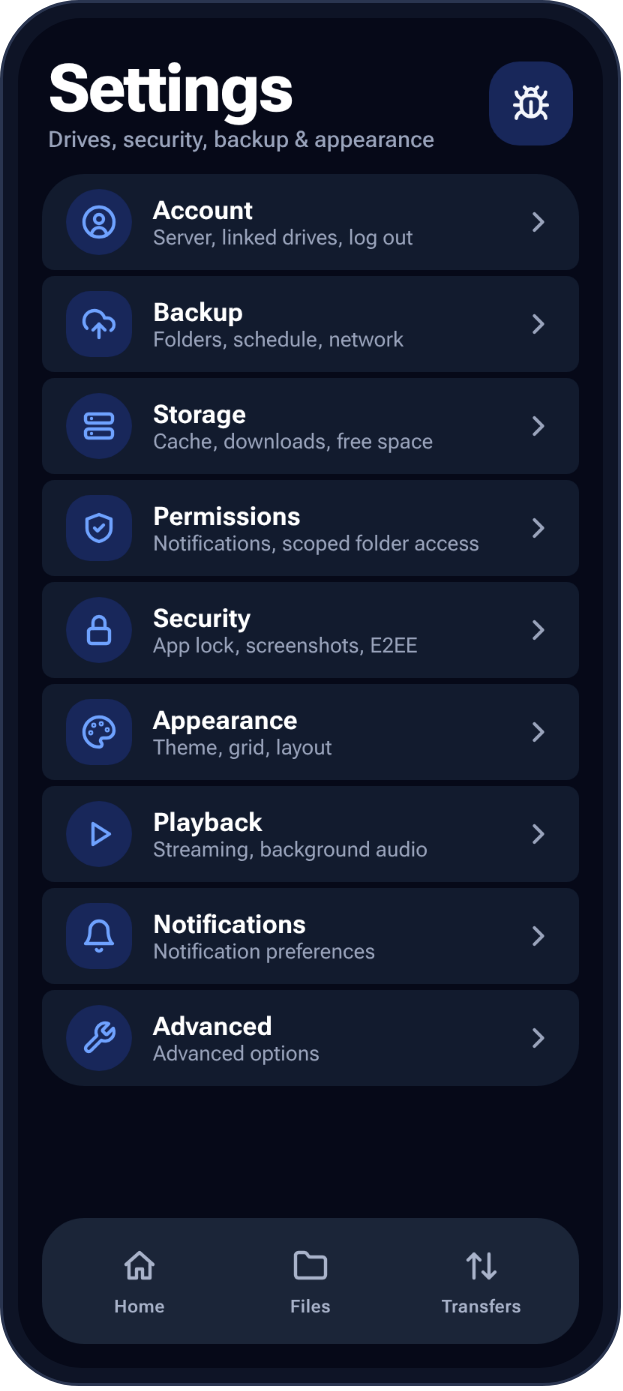 Settings
Drives, security, backup & appearance
Account
Server, linked drives, log out
Backup
Folders, schedule, network
Storage
Cache, downloads, free space
Permissions
Notifications, scoped folder access
Security
App lock, screenshots, E2EE
Appearance
Theme, grid, layout
Playback
Streaming, background audio
Notifications
Notification preferences
Advanced
Advanced options
Home
Files
Transfers